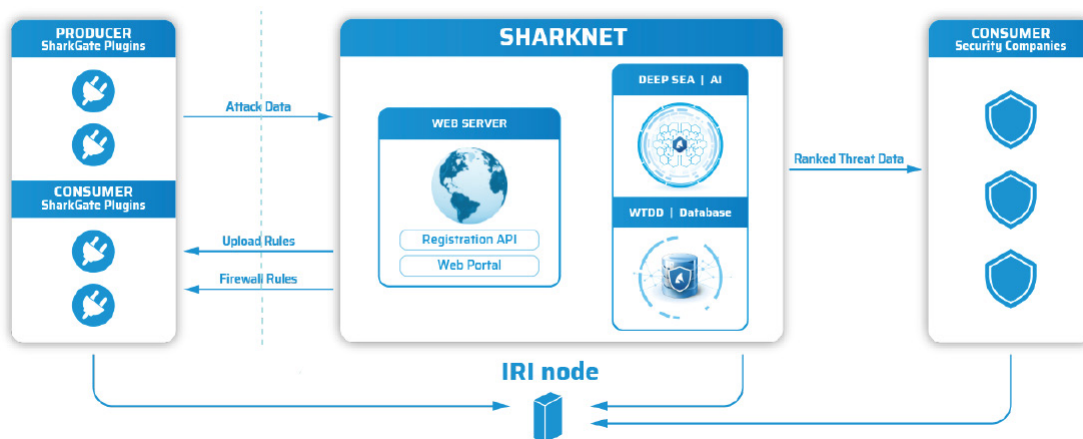 PRODUCER
SharkGate Plugins
CONSUMER
SharkGate Plugins
Attack Data
Upload Rules
Firewall Rules
SHARKNET
WEB SERVER
Registration API
Web Portal
DEEP SEA | AI
WTDD | Database
Ranked Threat Data
CONSUMER
Security Companies
IRI node